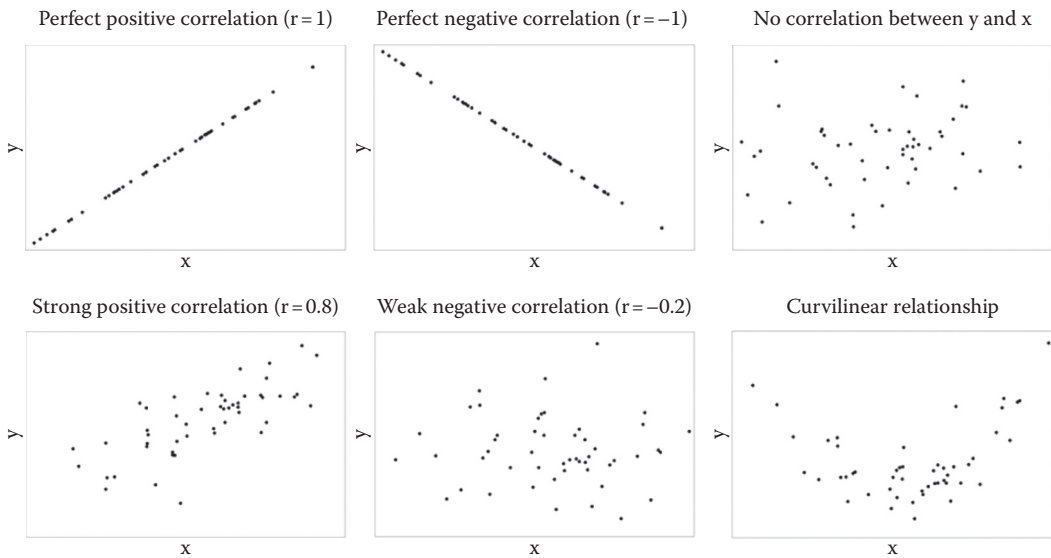 Perfect positive correlation (r = 1)
y
x
Perfect negative correlation (r = −1)
y
x
No correlation between y and x
y
x
Strong positive correlation (r = 0.8)
y
x
Weak negative correlation (r = −0.2)
y
x
Curvilinear relationship
y
x